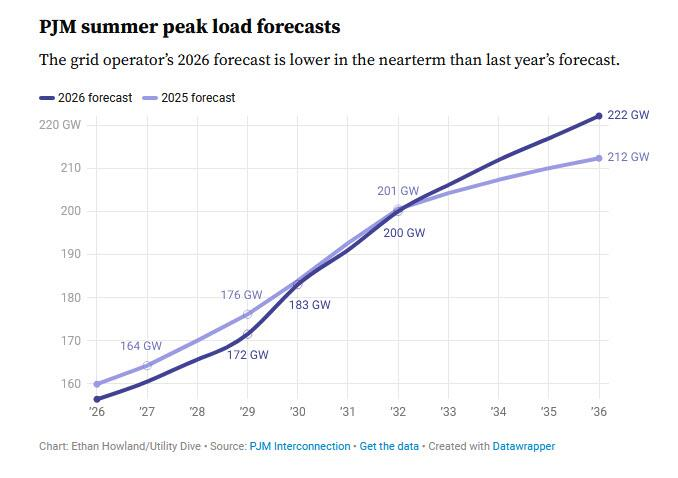 PJM summer peak load forecasts
The grid operator’s 2026 forecast is lower in the nearterm than last year’s forecast.
2026 forecast 2025 forecast
220 GW
210
200
190
180
170
160
222 GW
212 GW
201 GW
200 GW
176 GW
183 GW
164 GW
172 GW
’26 ’27 ’28 ’29 ’30 ’31 ’32 ’33 ’34 ’35 ’36
Chart: Ethan Howland/Utility Dive • Source: PJM Interconnection • Get the data • Created with Datawrapper